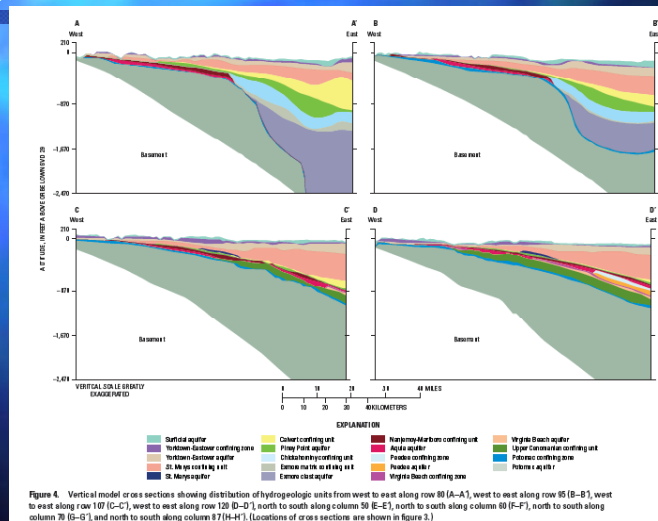 A
A'
B
B'
West
East
West
East
250
0
Basement
Basement
C
C'
D
D'
West
East
West
East
250
0
Basement
Basement
VERTICAL SCALE GREATLY
EXAGGERATED
0 10 20 30 40 MILES
0 10 20 30 40 KILOMETERS
EXPLANATION
Surficial aquifer
Yorktown-Eastover confining zone
Yorktown-Eastover aquifer
St. Marys confining unit
St. Marys aquifer
Calvert confining unit
Piney Point aquifer
Chickahominy confining unit
Exmore matrix confining unit
Exmore clast aquifer
Nanjemoy-Marlboro confining unit
Aquia aquifer
Peedee confining zone
Peedee aquifer
Virginia Beach confining zone
Virginia Beach aquifer
Upper Cenomanian confining unit
Potomac confining zone
Potomac aquifer
Figure 4. Vertical model cross sections showing distribution of hydrogeologic units from west to east along row 80 (A–A'), west to east along row 95 (B–B'), west
to east along row 107 (C–C'), west to east along row 120 (D–D'), north to south along column 50 (E–E'), north to south along column 60 (F–F'), north to south along
column 70 (G–G'), and north to south along column 87 (H–H'). (Locations of cross sections are shown in figure 3.)